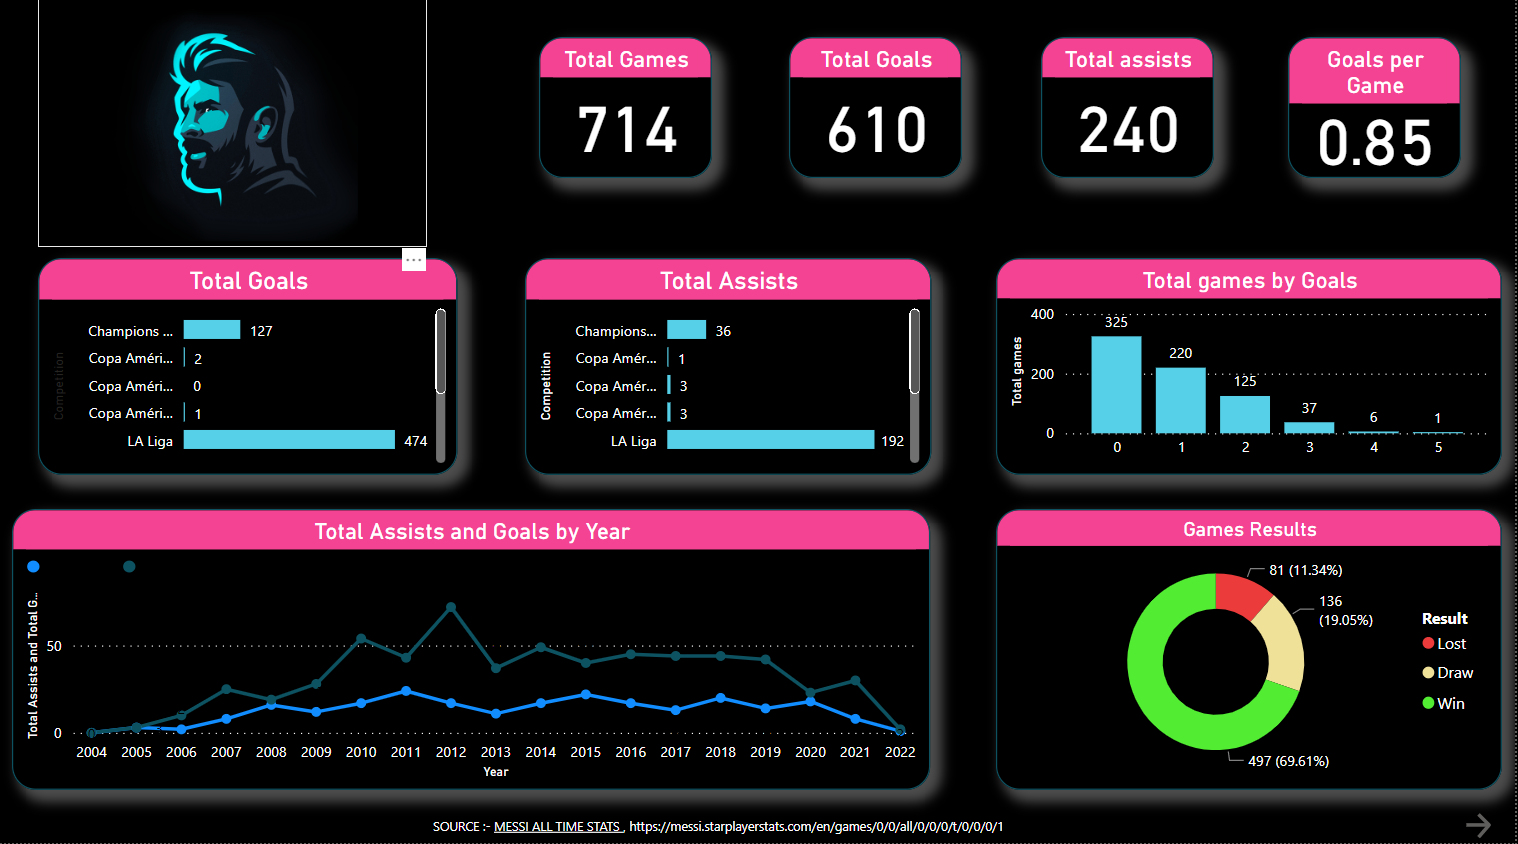 Total Games
714
Total Goals
610
Total assists
240
Goals per
Game
0.85
Total Goals
Competition
Champions ...
127
Copa Améri...
2
Copa Améri...
0
Copa Améri...
1
LA Liga
474
Total Assists
Competition
Champions...
36
Copa Amér...
1
Copa Amér...
3
Copa Amér...
3
LA Liga
192
Total games by Goals
Total games
400
200
0
325
220
125
37
6
1
0 1 2 3 4 5
Total Assists and Goals by Year
Total Assists and Total G...
50
0
2004 2005 2006 2007 2008 2009 2010 2011 2012 2013 2014 2015 2016 2017 2018 2019 2020 2021 2022
Year
Games Results
81 (11.34%)
136
(19.05%)
497 (69.61%)
Result
Lost
Draw
Win
SOURCE :- MESSI ALL TIME STATS , https://messi.starplayerstats.com/en/games/0/0/all/0/0/0/t/0/0/0/1